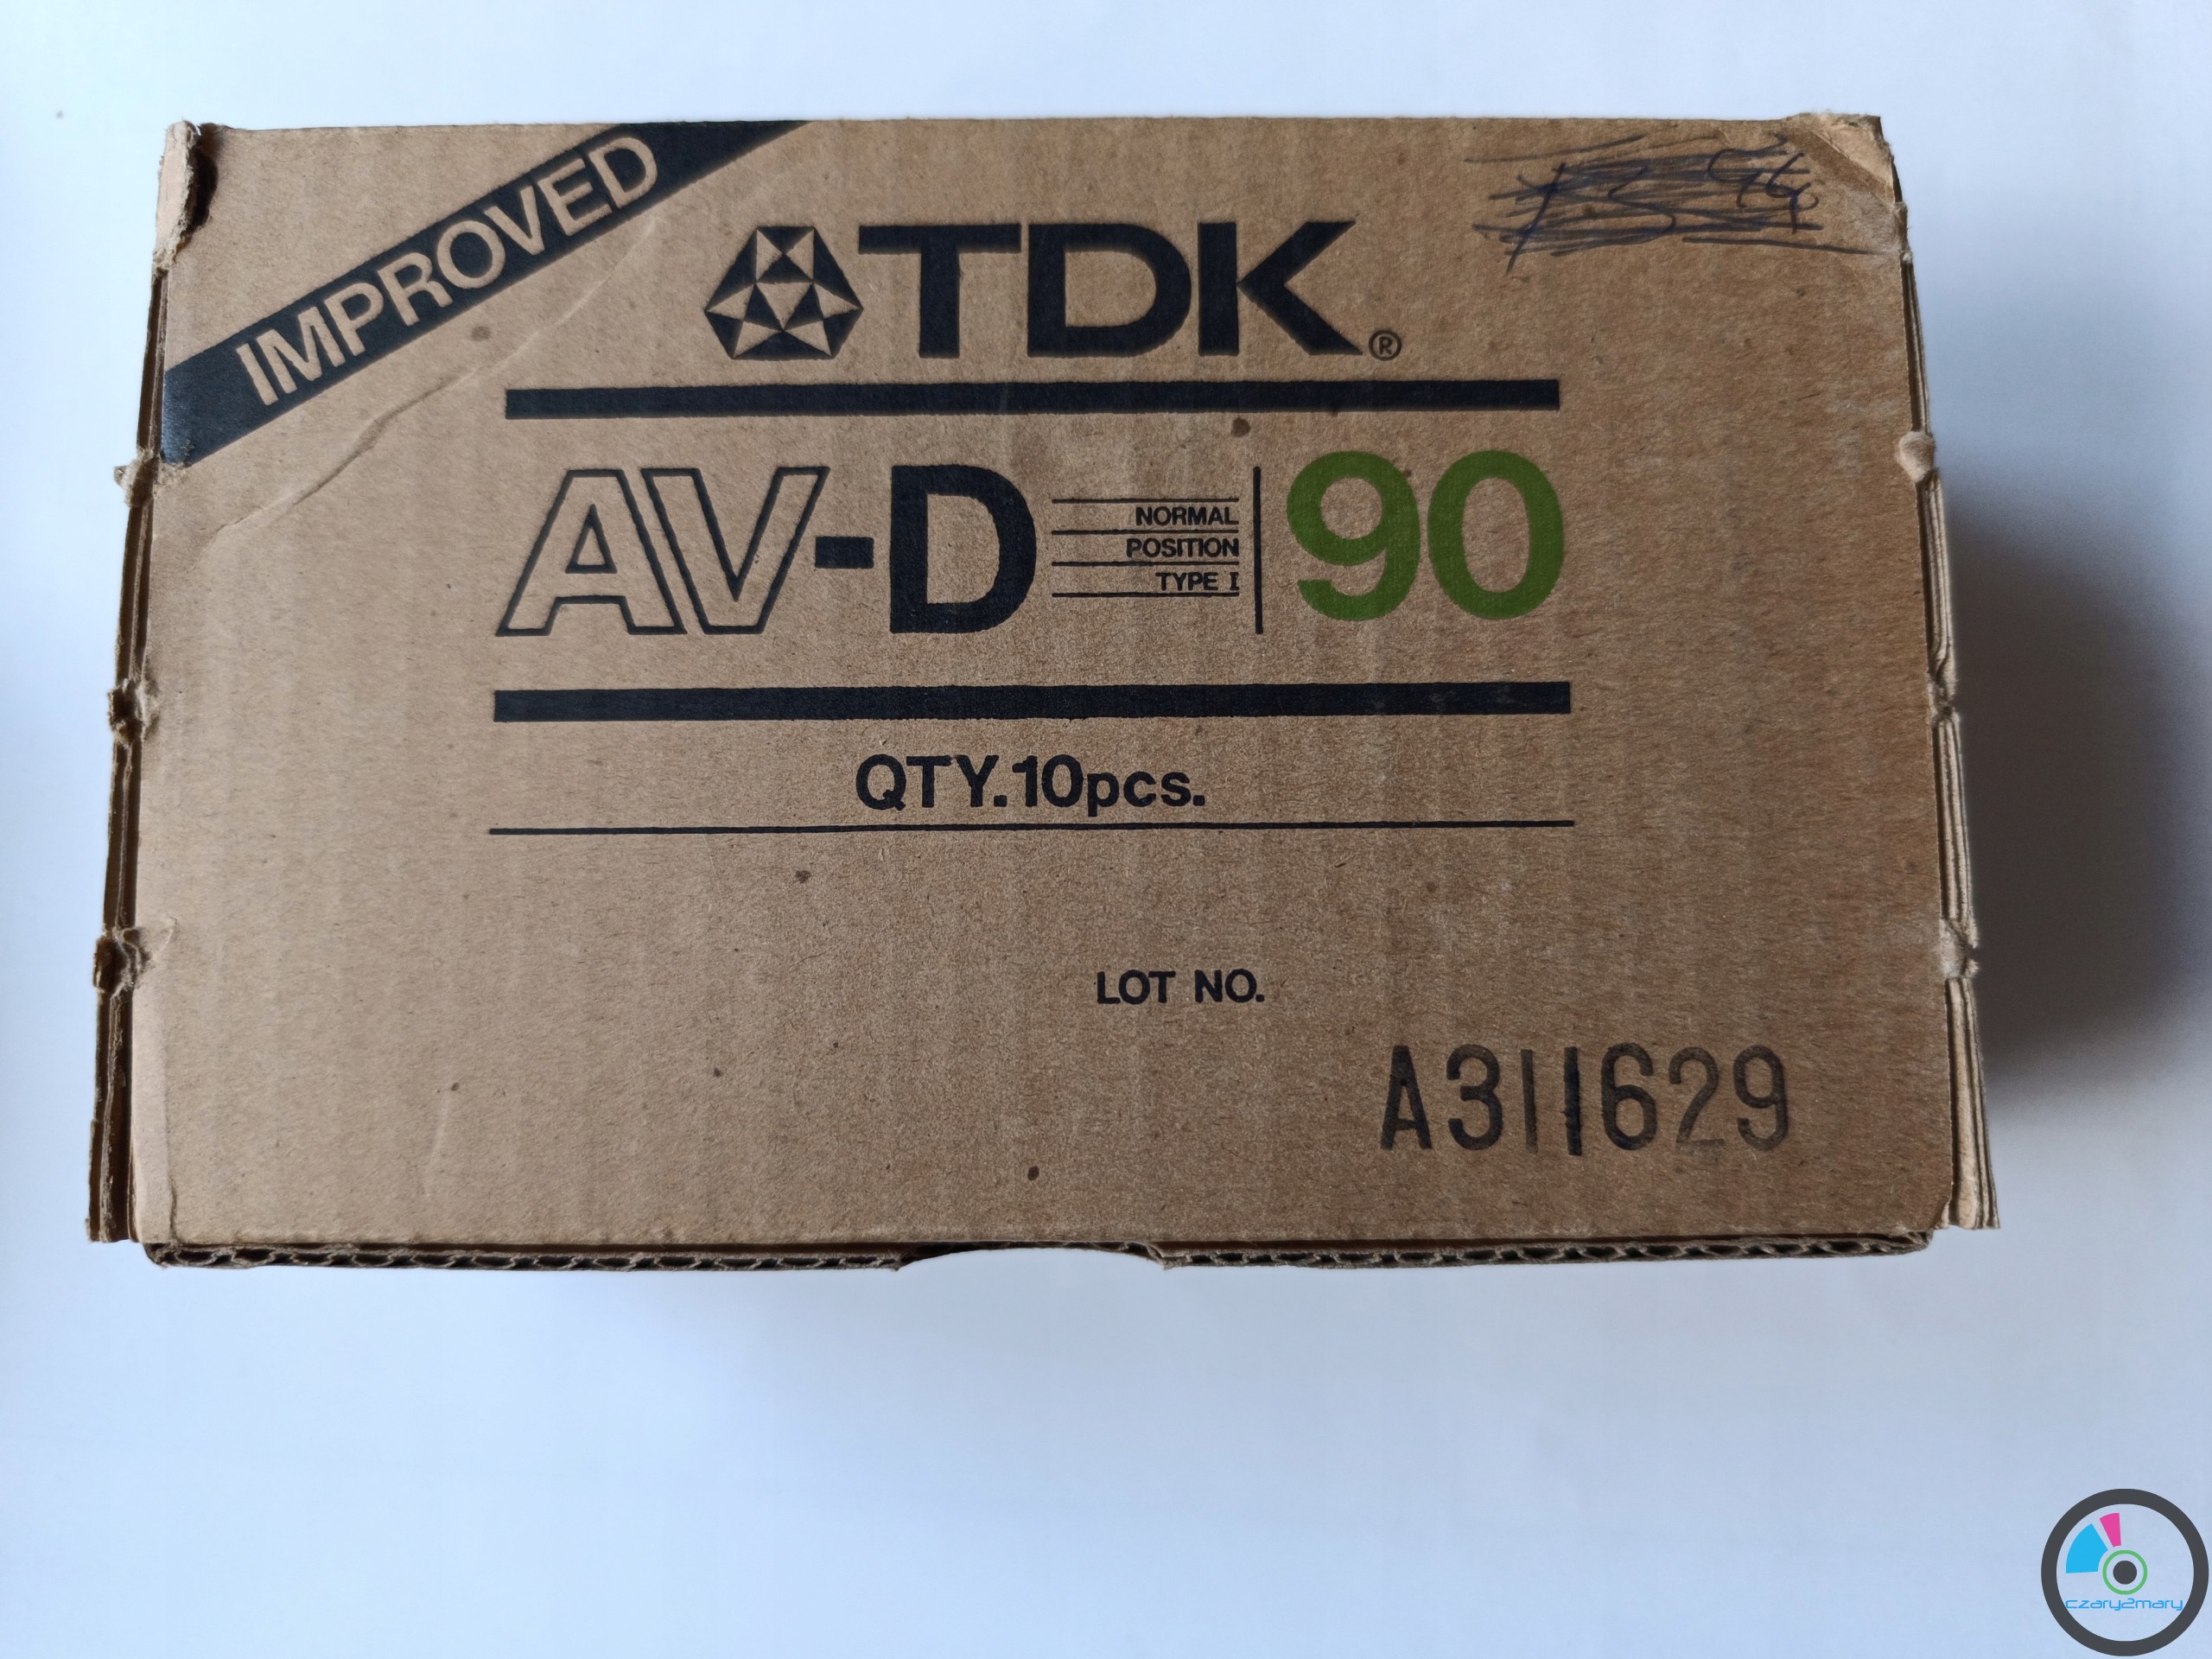 IMPROVED
TDK®
AV-D NORMAL POSITION TYPE I 90
QTY.10pcs.
LOT NO.
A311629
czary2mary